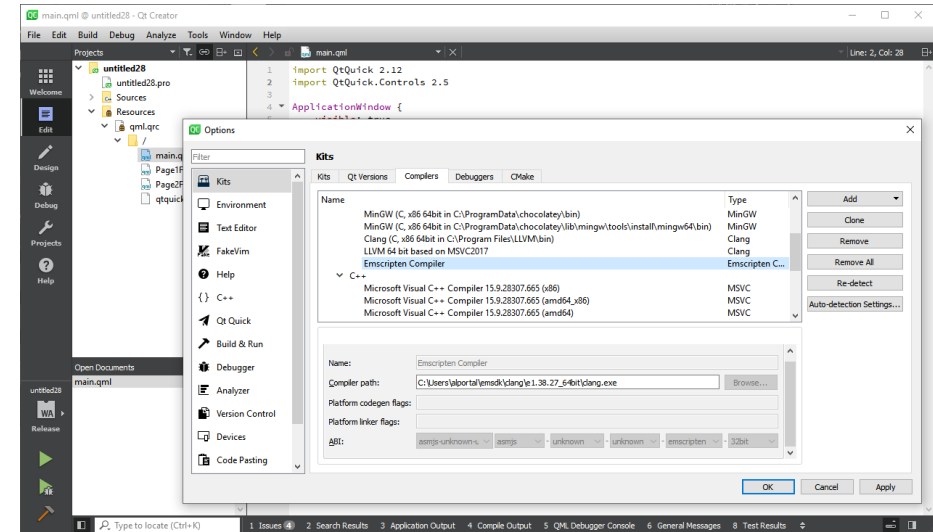 main.qml @ untitled28 - Qt Creator
File Edit Build Debug Analyze Tools Window Help
Projects
main.qml
Line: 2, Col: 28
Welcome
Edit
Design
Debug
Projects
Help
untitled28
Release
untitled28
untitled28.pro
Sources
Resources
qml.qrc
/
main.q
Page1F
Page2F
qtquick
Open Documents
main.qml
1 import QtQuick 2.12
2 import QtQuick.Controls 2.5
3
4 ApplicationWindow {
Options
Filter
Kits
Environment
Text Editor
FakeVim
Help
{} C++
Qt Quick
Build & Run
Debugger
Analyzer
Version Control
Devices
Code Pasting
Kits
Kits Qt Versions Compilers Debuggers CMake
Name Type
MinGW (C, x86 64bit in C:\ProgramData\chocolatey\bin) MinGW
MinGW (C, x86 64bit in C:\ProgramData\chocolatey\lib\mingw\tools\install\mingw64\bin) MinGW
Clang (C, x86 64bit in C:\Program Files\LLVM\bin) Clang
LLVM 64 bit based on MSVC2017 Clang
Emscripten Compiler Emscripten C...
C++
Microsoft Visual C++ Compiler 15.9.28307.665 (x86) MSVC
Microsoft Visual C++ Compiler 15.9.28307.665 (amd64_x86) MSVC
Microsoft Visual C++ Compiler 15.9.28307.665 (amd64) MSVC
Add
Clone
Remove
Remove All
Re-detect
Auto-detection Settings...
Name: Emscripten Compiler
Compiler path: C:\Users\alportal\emsdk\clang\e1.38.27_64bit\clang.exe Browse...
Platform codegen flags:
Platform linker flags:
ABI: asmjs-unknown-u asmjs - unknown - unknown - emscripten - 32bit
OK Cancel Apply
WA
Type to locate (Ctrl+K)
1 Issues 4 2 Search Results 3 Application Output 4 Compile Output 5 QML Debugger Console 6 General Messages 8 Test Results